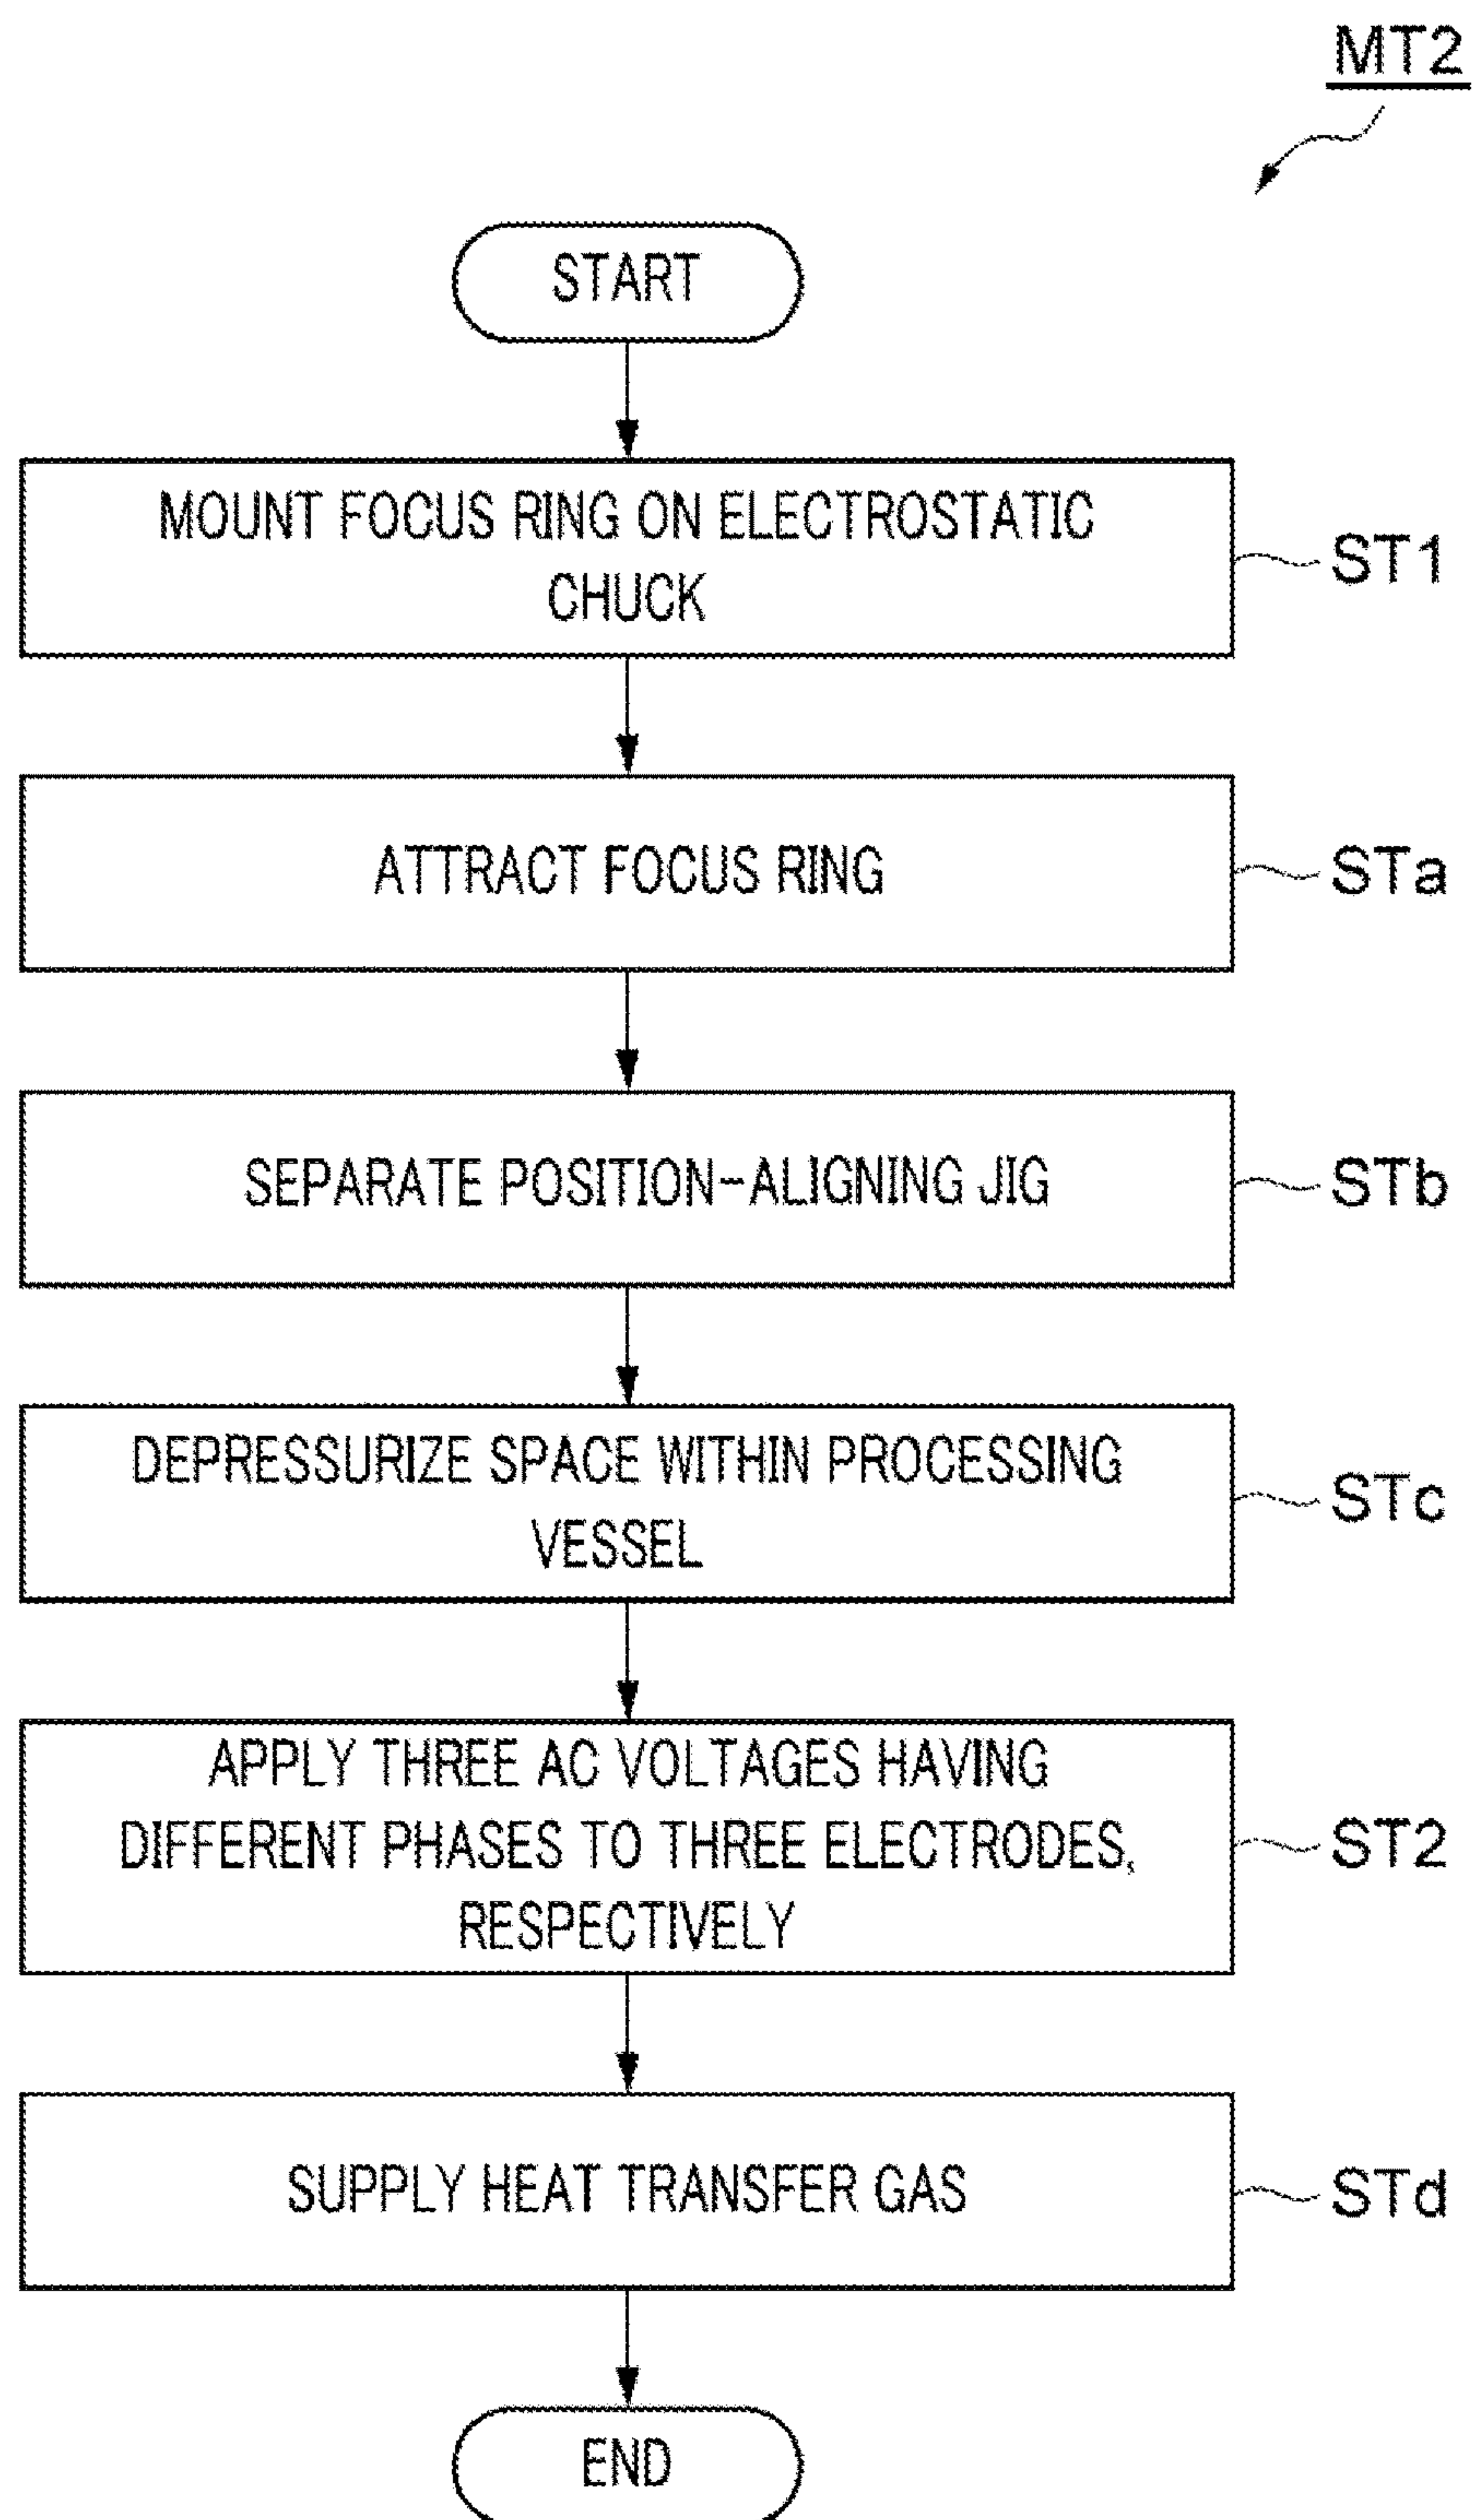 MT2
START
MOUNT FOCUS RING ON ELECTROSTATIC
CHUCK
ST1
ATTRACT FOCUS RING
STa
SEPARATE POSITION-ALIGNING JIG
STb
DEPRESSURIZE SPACE WITHIN PROCESSING
VESSEL
STc
APPLY THREE AC VOLTAGES HAVING
DIFFERENT PHASES TO THREE ELECTRODES,
RESPECTIVELY
ST2
SUPPLY HEAT TRANSFER GAS
STd
END